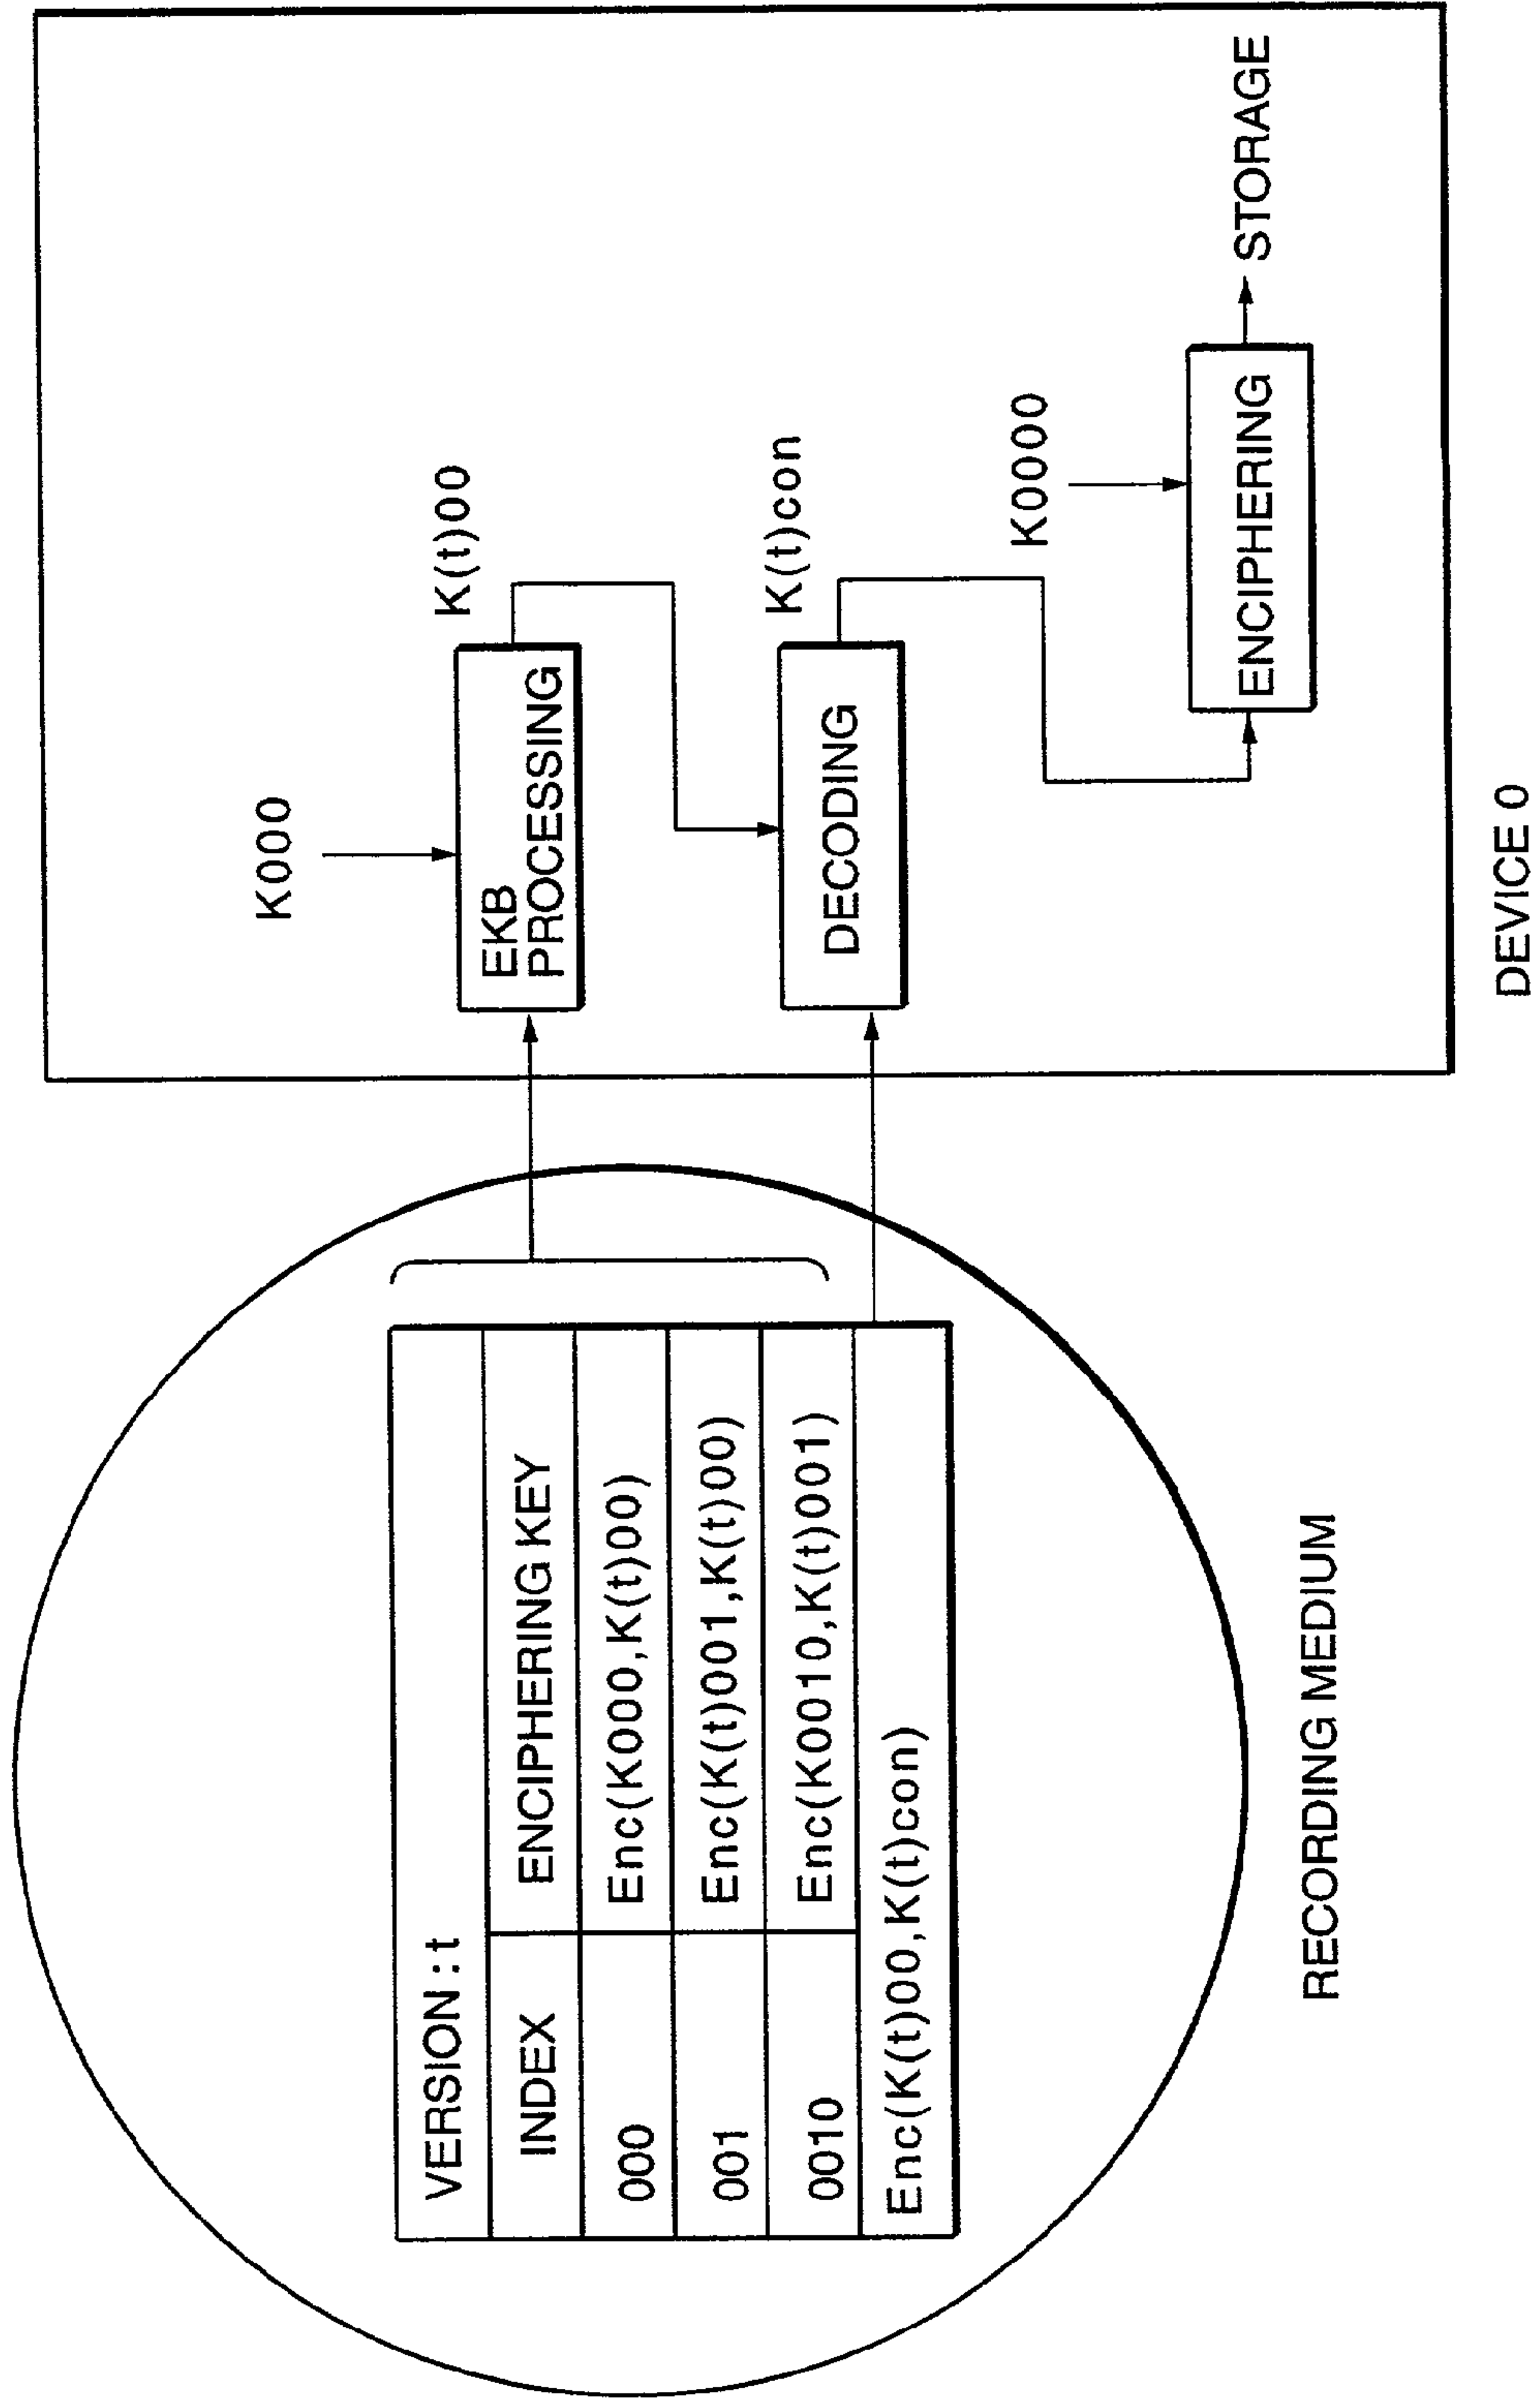 VERSION : t
INDEX ENCIPHERING KEY
000 Enc(K000,K(t)00)
001 Enc(K(t)001,K(t)00)
0010 Enc(K0010,K(t)001)
Enc(K(t)00,K(t)con)
RECORDING MEDIUM
K000
EKB
PROCESSING
K(t)00
DECODING
K(t)con
K0000
ENCIPHERING
STORAGE
DEVICE 0